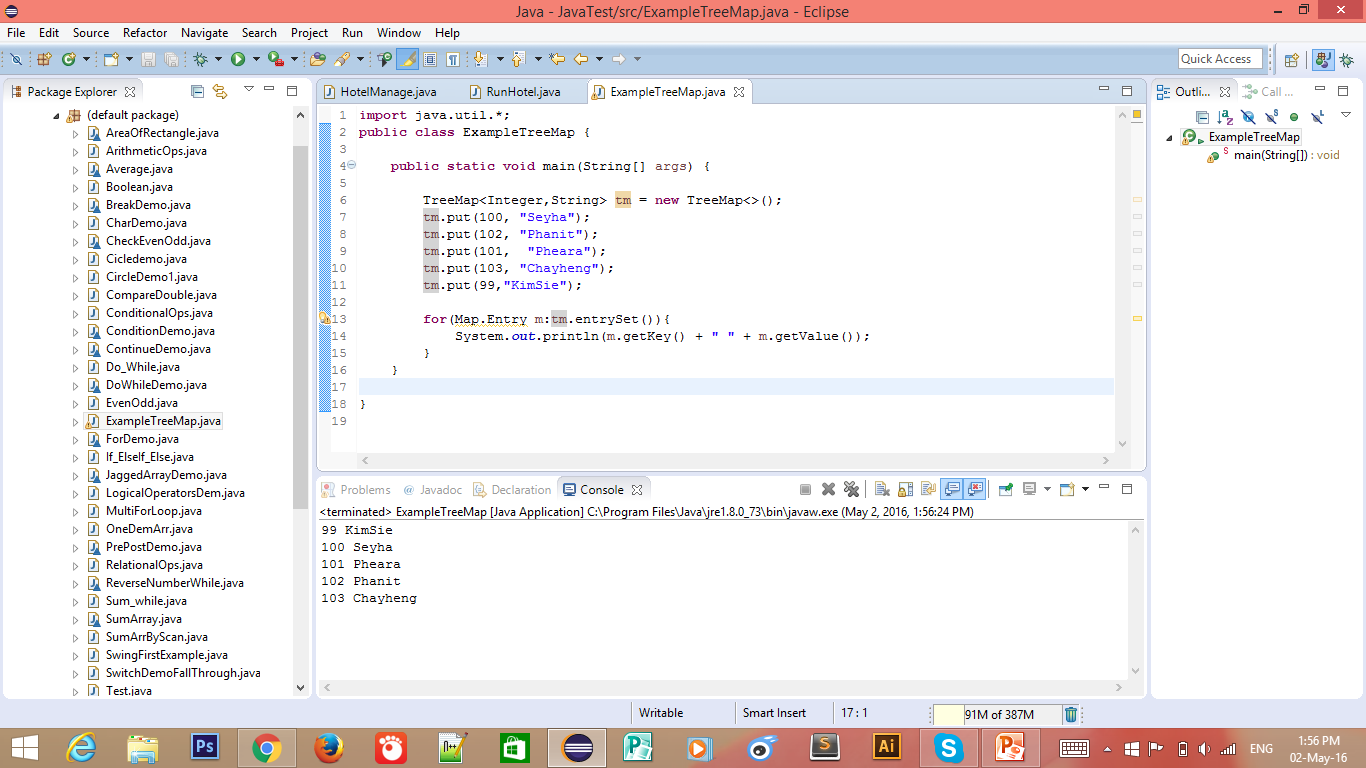 Java - JavaTest/src/ExampleTreeMap.java - Eclipse
File Edit Source Refactor Navigate Search Project Run Window Help
Quick Access
Package Explorer
(default package)
AreaOfRectangle.java
ArithmeticOps.java
Average.java
Boolean.java
BreakDemo.java
CharDemo.java
CheckEvenOdd.java
Cicledemo.java
CircleDemo1.java
CompareDouble.java
ConditionalOps.java
ConditionDemo.java
ContinueDemo.java
Do_While.java
DoWhileDemo.java
EvenOdd.java
ExampleTreeMap.java
ForDemo.java
If_ElseIf_Else.java
JaggedArrayDemo.java
LogicalOperatorsDem.java
MultiForLoop.java
OneDemArr.java
PrePostDemo.java
RelationalOps.java
ReverseNumberWhile.java
Sum_while.java
SumArray.java
SumArrByScan.java
SwingFirstExample.java
SwitchDemoFallThrough.java
Test.java
HotelManage.java RunHotel.java ExampleTreeMap.java
1 import java.util.*;
2 public class ExampleTreeMap {
3
4 public static void main(String[] args) {
5
6 TreeMap<Integer,String> tm = new TreeMap<>();
7 tm.put(100, "Seyha");
8 tm.put(102, "Phanit");
9 tm.put(101,  "Pheara");
10 tm.put(103, "Chayheng");
11 tm.put(99,"KimSie");
12
13 for(Map.Entry m:tm.entrySet()){
14 System.out.println(m.getKey() + " " + m.getValue());
15 }
16 }
17
18 }
19
Problems @ Javadoc Declaration Console
<terminated> ExampleTreeMap [Java Application] C:\Program Files\Java\jre1.8.0_73\bin\javaw.exe (May 2, 2016, 1:56:24 PM)
99 KimSie
100 Seyha
101 Pheara
102 Phanit
103 Chayheng
Outli... Call ...
ExampleTreeMap
main(String[]) : void
Writable Smart Insert 17 : 1 91M of 387M
Ps Ai ENG
1:56 PM
02-May-16